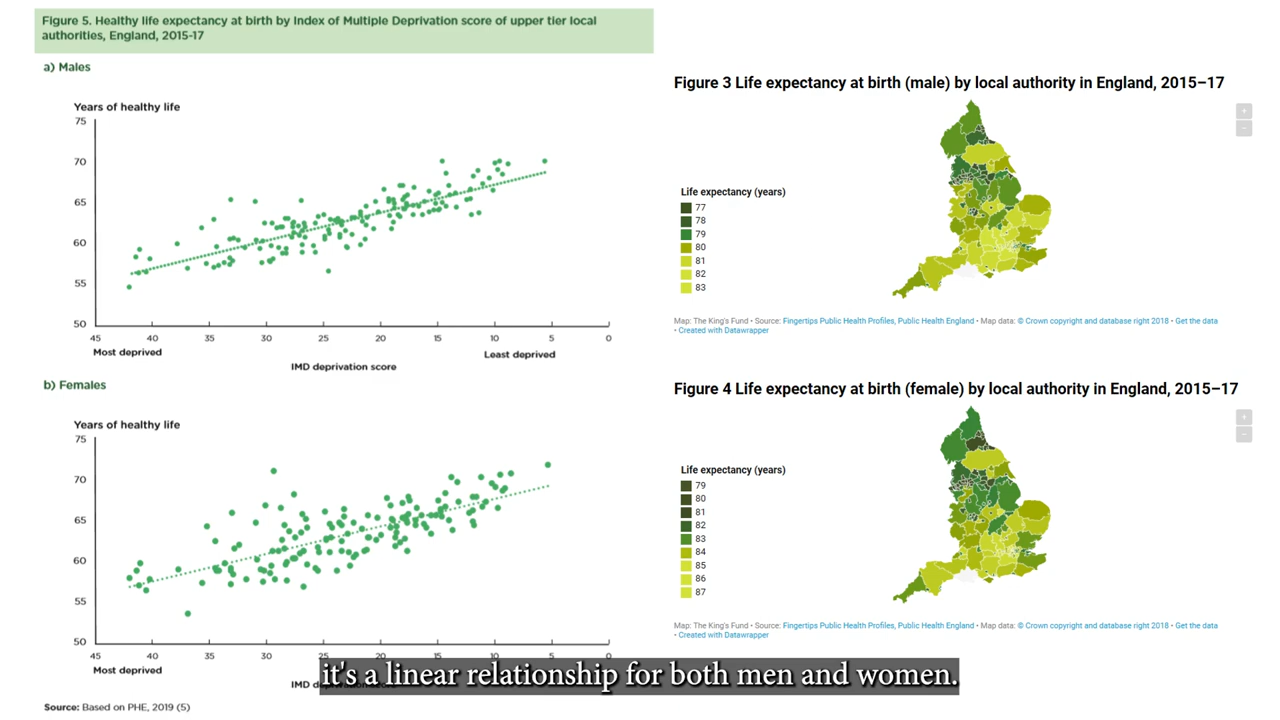 Figure 5. Healthy life expectancy at birth by Index of Multiple Deprivation score of upper tier local
authorities, England, 2015-17
a) Males
Years of healthy life
75
70
65
60
55
50
45
40
35
30
25
20
15
10
5
0
Most deprived
Least deprived
IMD deprivation score
b) Females
Years of healthy life
75
70
65
60
55
50
45
40
35
30
25
20
15
10
5
0
Most deprived
Least deprived
Source: Based on PHE, 2019 (5)
Figure 3 Life expectancy at birth (male) by local authority in England, 2015–17
+
−
Life expectancy (years)
77
78
79
80
81
82
83
Map: The King's Fund • Source: Fingertips Public Health Profiles, Public Health England • Map data: © Crown copyright and database right 2018 • Get the data
• Created with Datawrapper
Figure 4 Life expectancy at birth (female) by local authority in England, 2015–17
+
−
Life expectancy (years)
79
80
81
82
83
84
85
86
87
Map: The King's Fund • Source: Fingertips Public Health Profiles, Public Health England • Map data: © Crown copyright and database right 2018 • Get the data
• Created with Datawrapper
it's a linear relationship for both men and women.